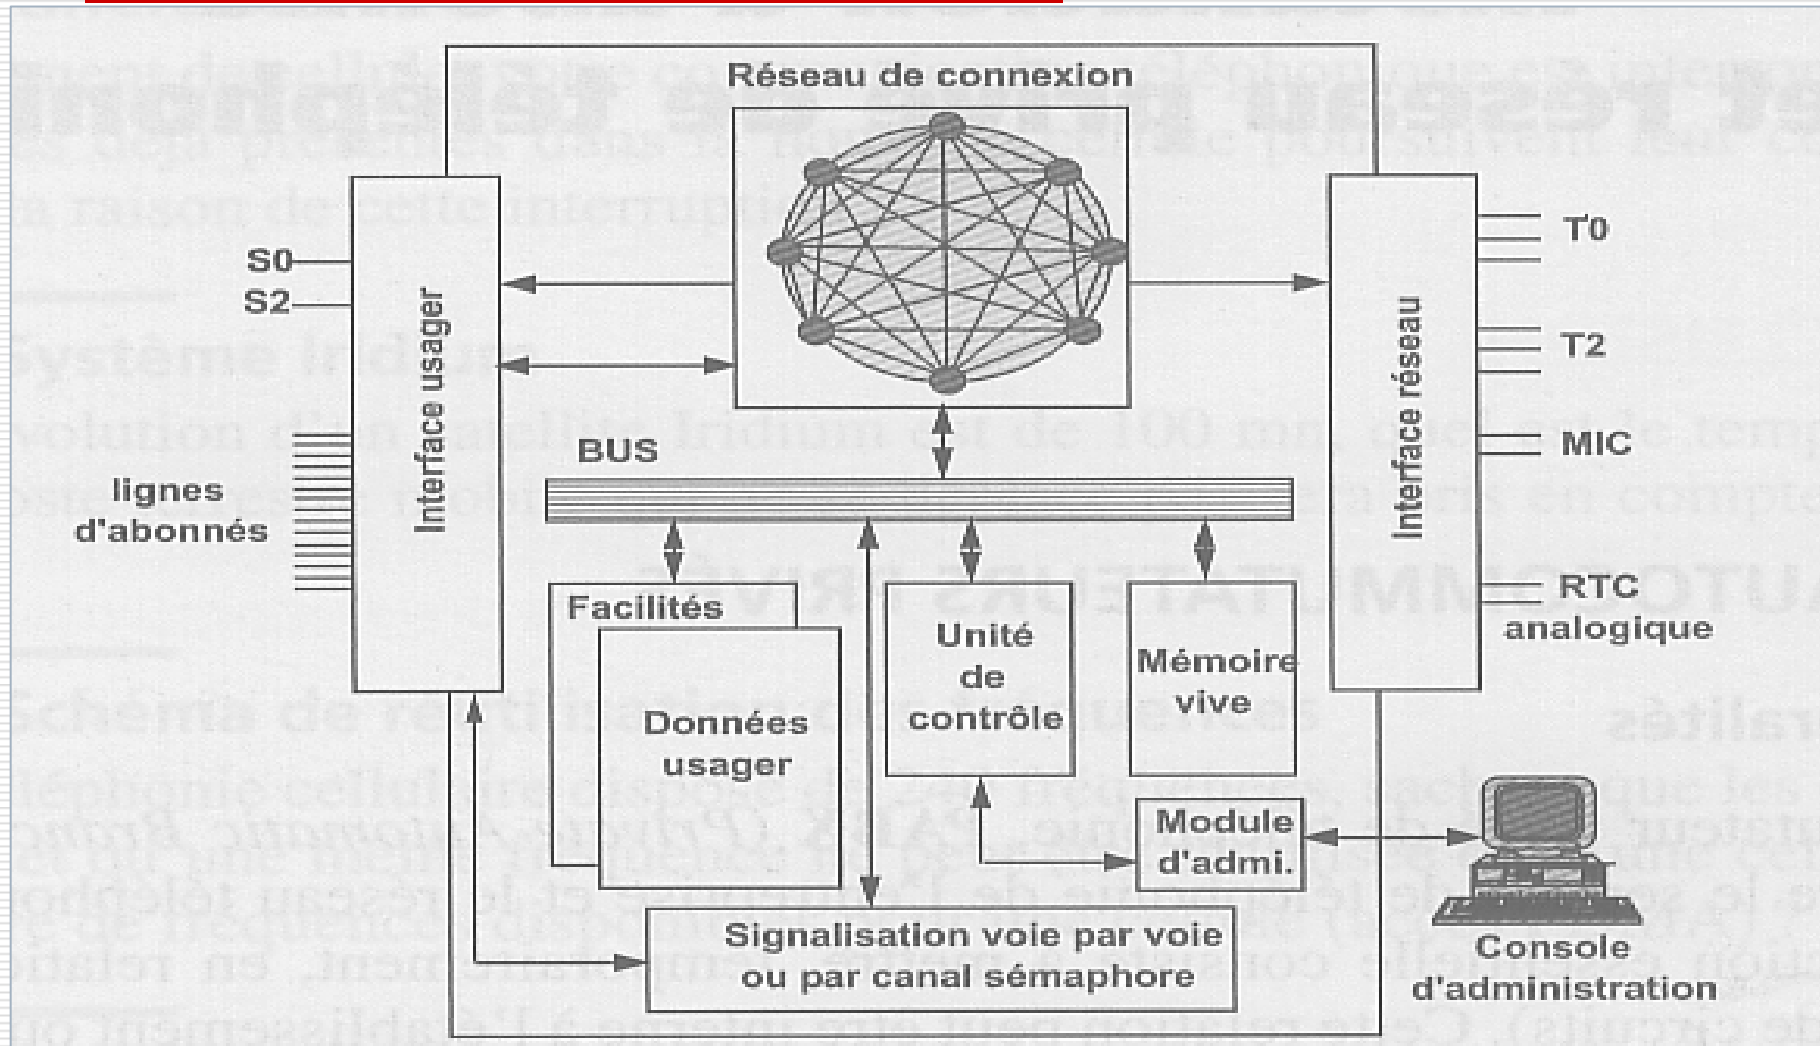 Réseau de connexion
S0
S2
lignes
d'abonnés
Interface usager
BUS
Interface réseau
T0
T2
MIC
RTC
analogique
Facilités
Données
usager
Unité
de
contrôle
Mémoire
vive
Module
d'admi.
Signalisation voie par voie
ou par canal sémaphore
Console
d'administration